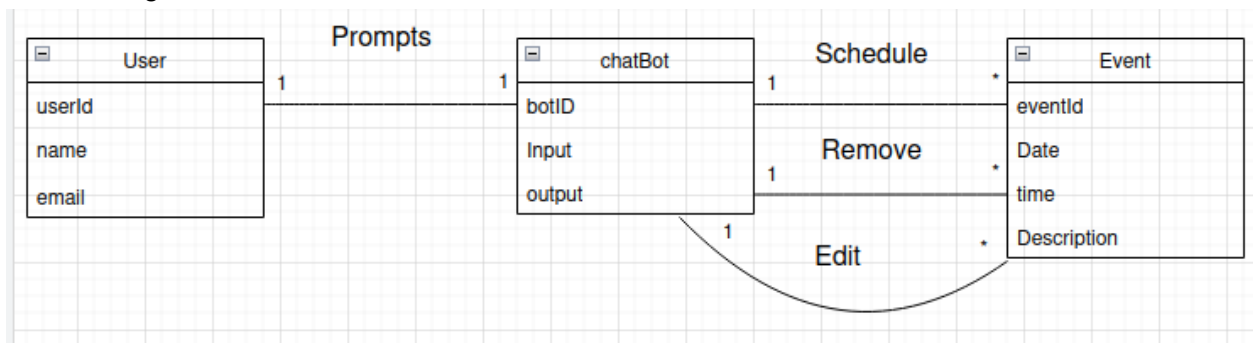 User
userId
name
email
Prompts
1
1
chatBot
botID
Input
output
Schedule
1
*
Remove
1
*
Edit
1
*
Event
eventId
Date
time
Description